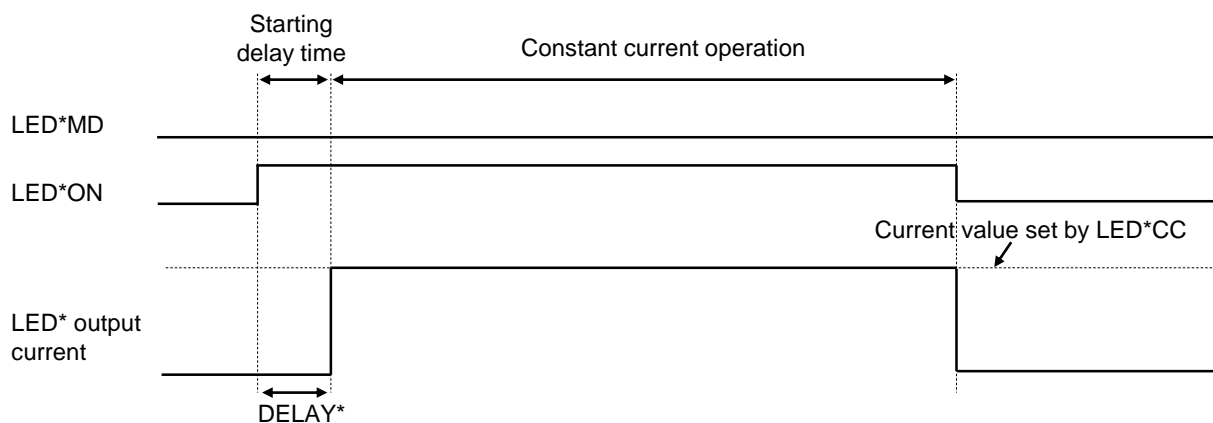 Starting
delay time
Constant current operation
LED*MD
LED*ON
Current value set by LED*CC
LED* output
current
DELAY*